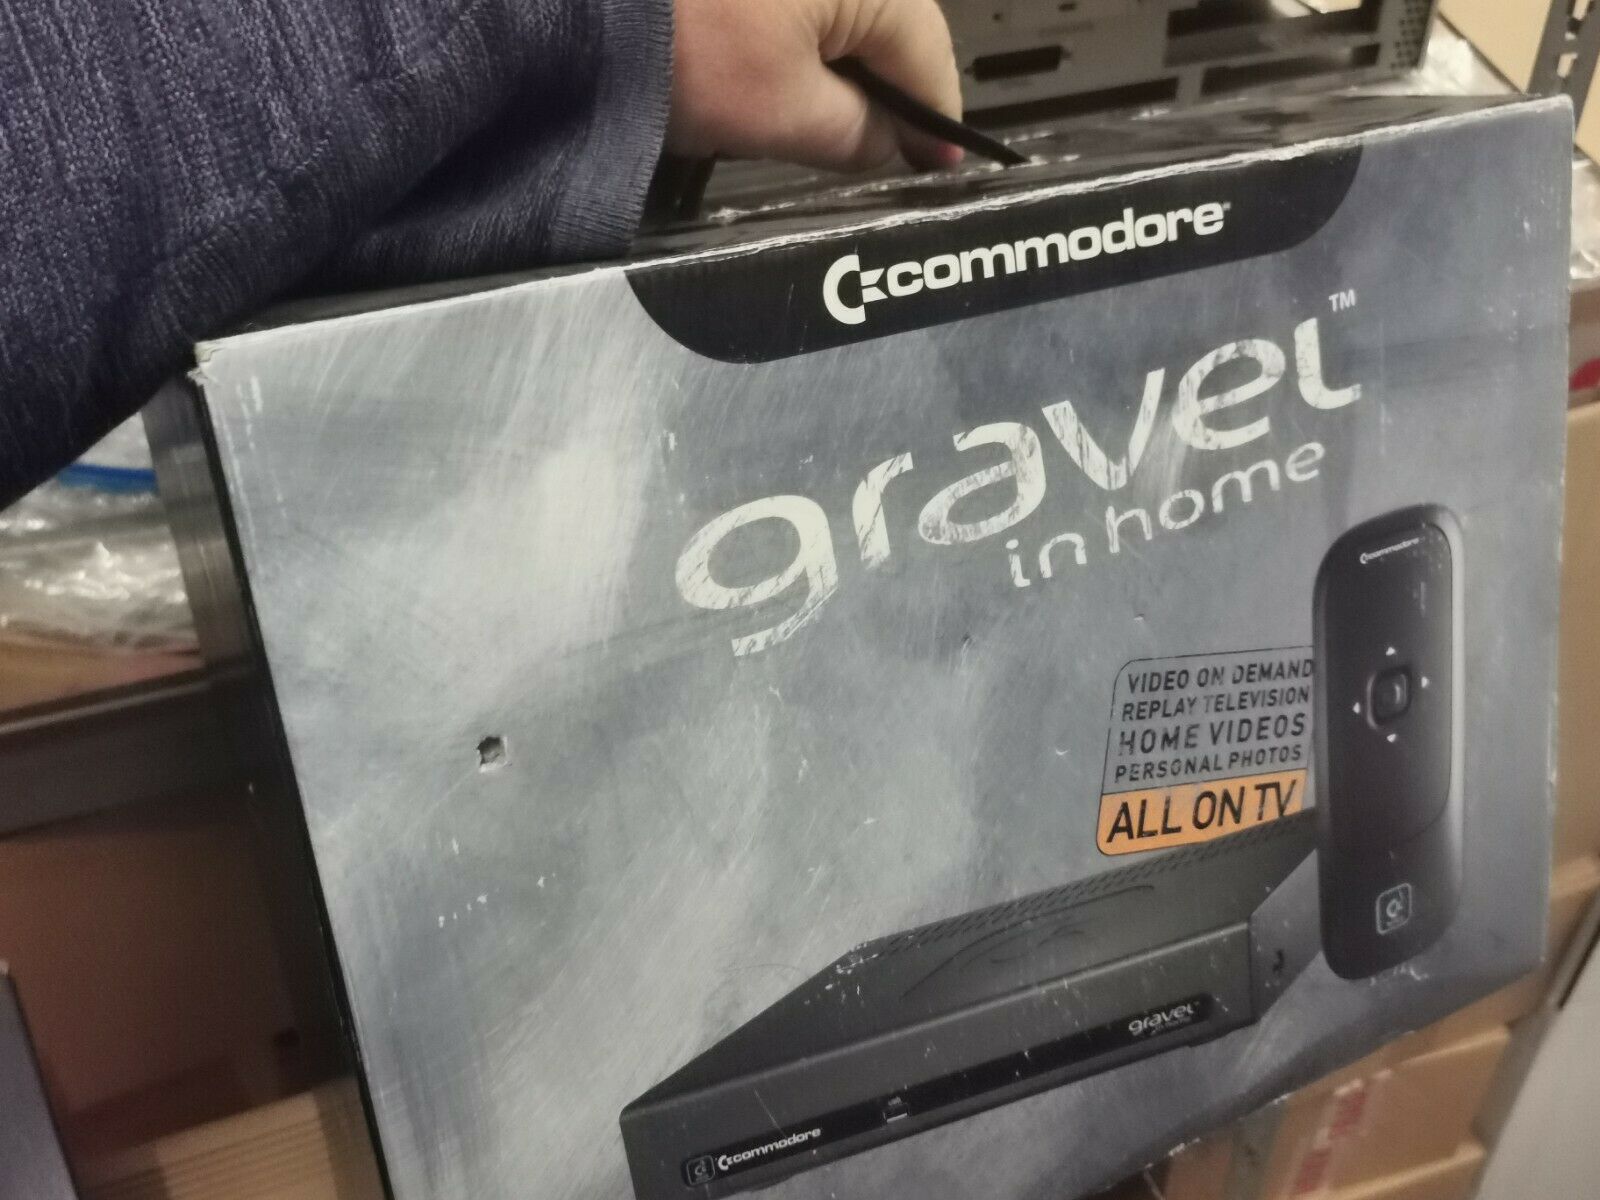 commodore
gravel™
in home
commodore
VIDEO ON DEMAND
REPLAY TELEVISION
HOME VIDEOS
PERSONAL PHOTOS
ALL ON TV
gravel
commodore